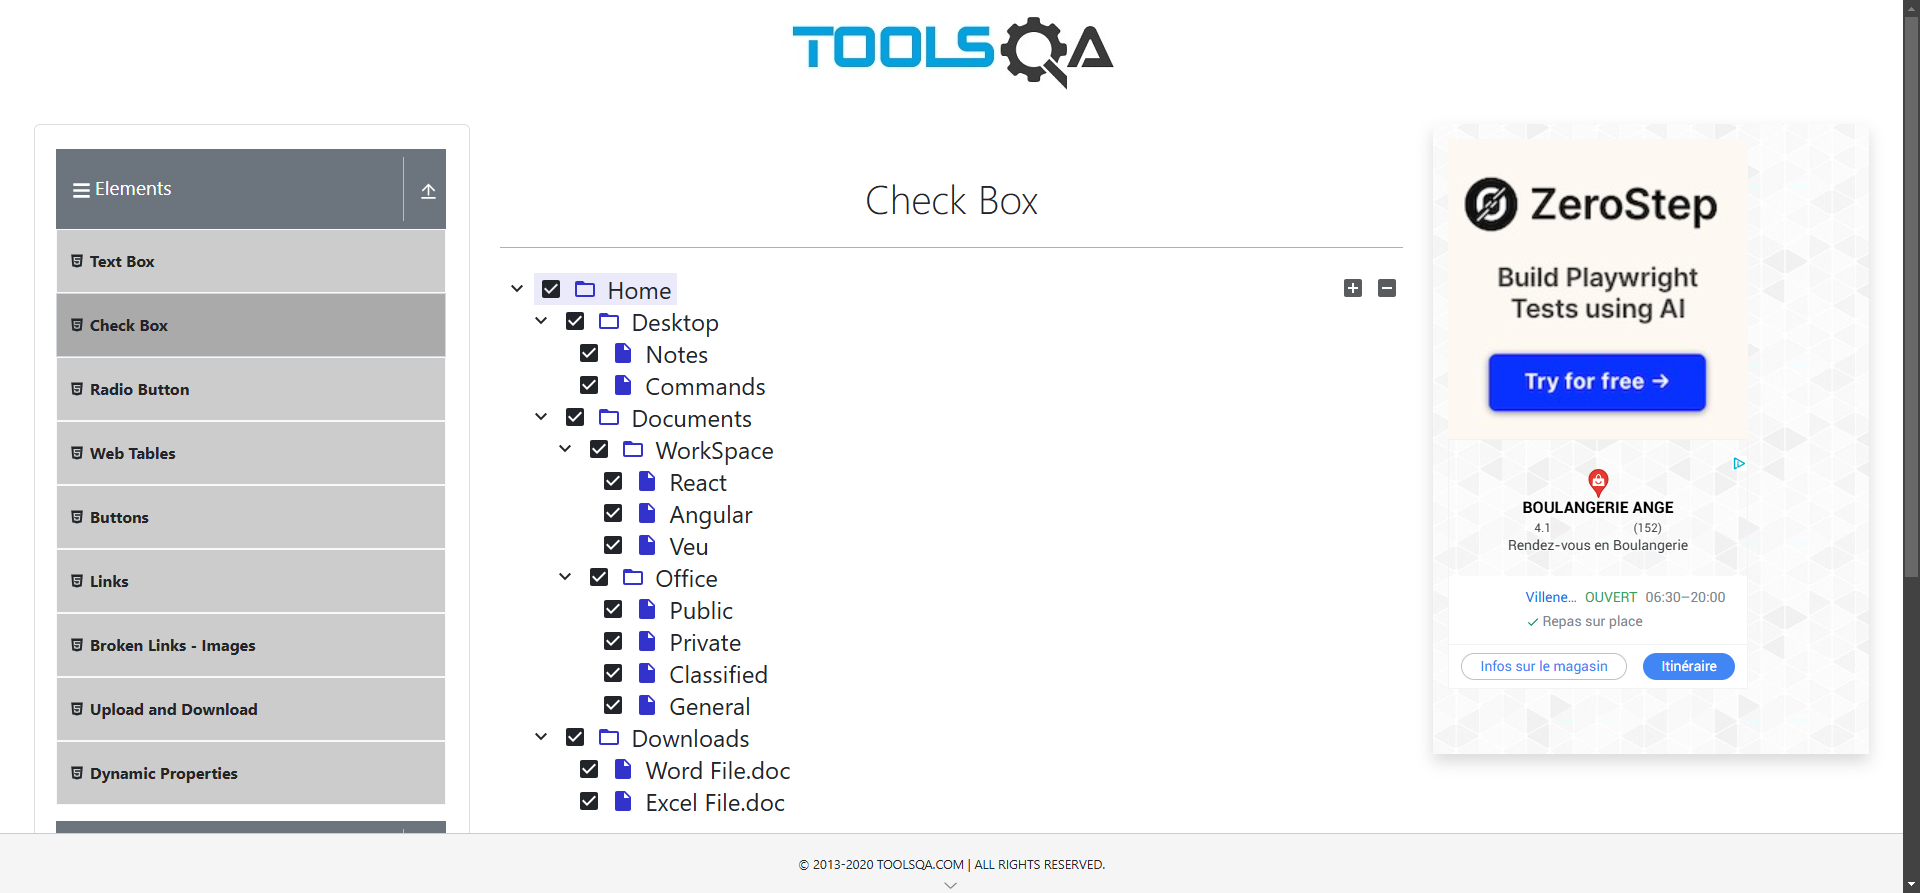 TOOLSQA
Elements
Text Box
Check Box
Radio Button
Web Tables
Buttons
Links
Broken Links - Images
Upload and Download
Dynamic Properties
Check Box
Home
Desktop
Notes
Commands
Documents
WorkSpace
React
Angular
Veu
Office
Public
Private
Classified
General
Downloads
Word File.doc
Excel File.doc
ZeroStep
Build Playwright
Tests using AI
Try for free →
BOULANGERIE ANGE
4.1 (152)
Rendez-vous en Boulangerie
Villene... OUVERT 06:30–20:00
Repas sur place
Infos sur le magasin Itinéraire
© 2013-2020 TOOLSQA.COM | ALL RIGHTS RESERVED.